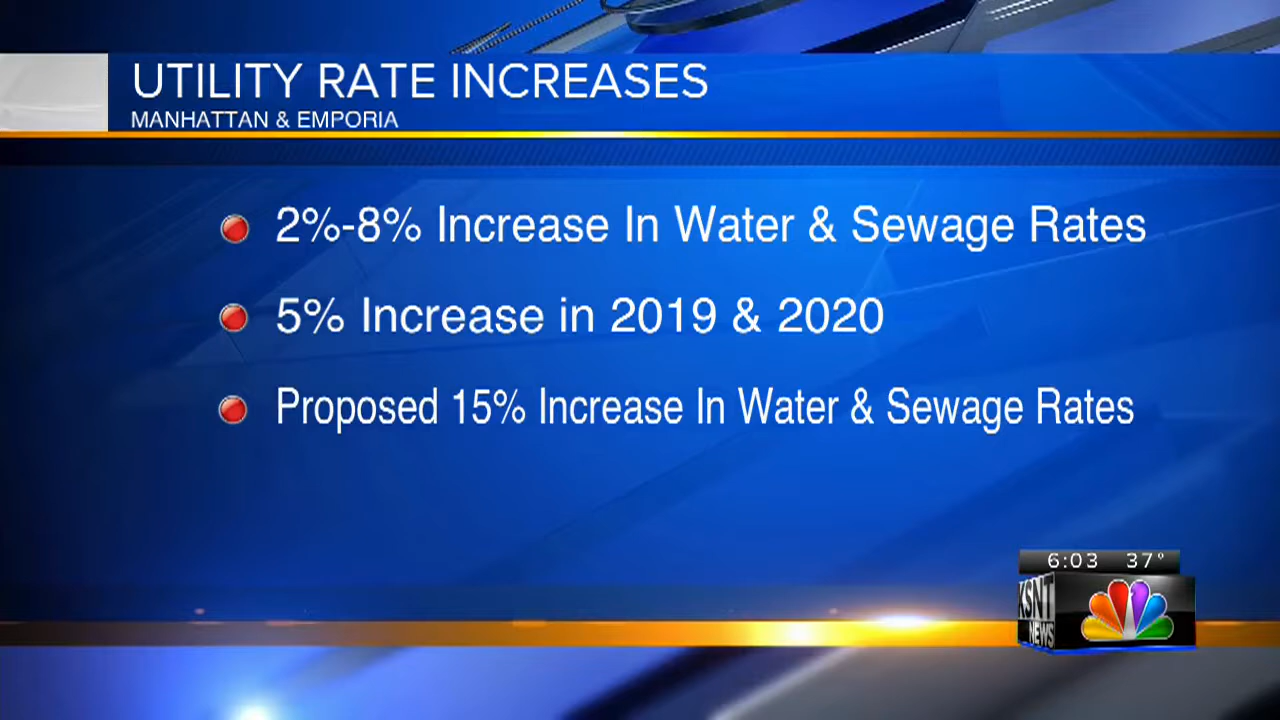 UTILITY RATE INCREASES
MANHATTAN & EMPORIA
2%-8% Increase In Water & Sewage Rates
5% Increase in 2019 & 2020
Proposed 15% Increase In Water & Sewage Rates
6:03 37°
KSNT
NEWS